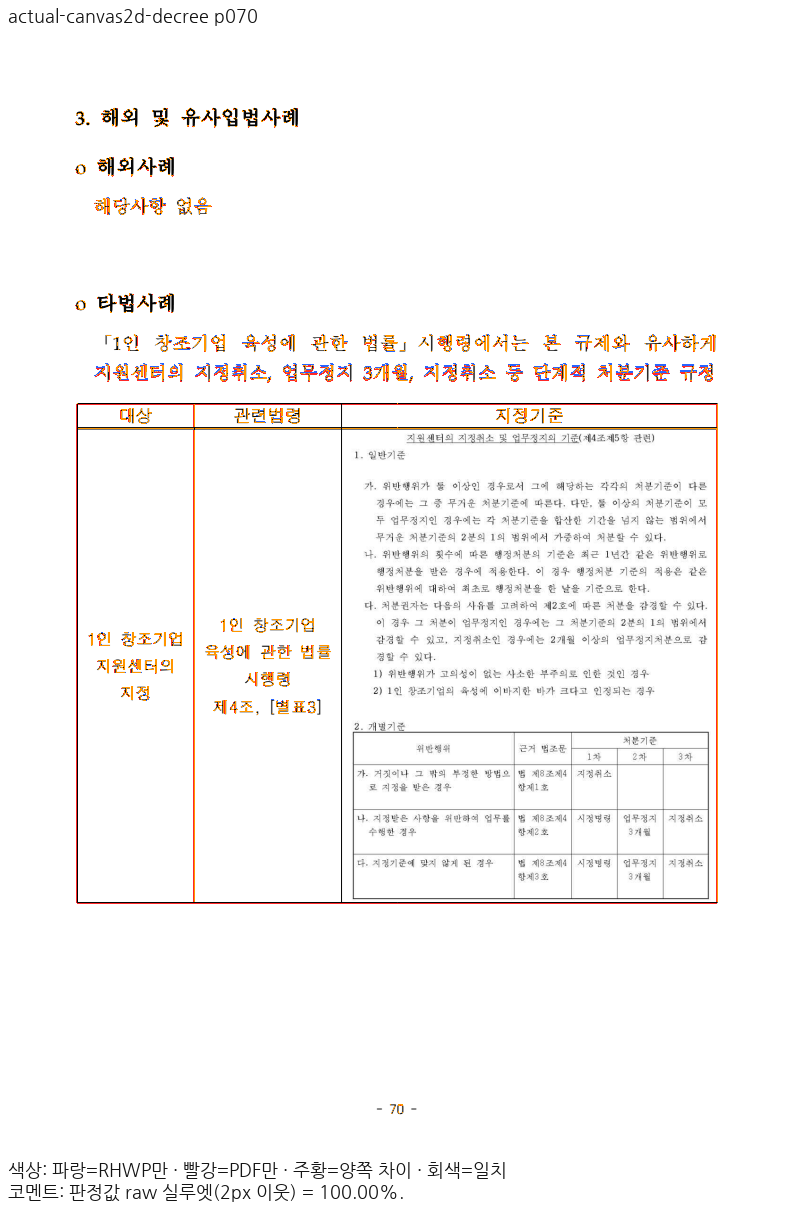 actual-canvas2d-decree p070
3. 해외 및 유사입법사례
o 해외사례
해당사항 없음
o 타법사례
「1인 창조기업 육성에 관한 법률」시행령에서는 본 규제와 유사하게
지원센터의 지정취소, 업무정지 3개월, 지정취소 등 단계적 처분기준 규정
대상 관련법령 지정기준
1인 창조기업
지원센터의
지정
1인 창조기업
육성에 관한 법률
시행령
제4조, [별표3]
지원센터의 지정취소 및 업무정지의 기준(제4조제5항 관련)
1. 일반기준
가. 위반행위가 둘 이상인 경우로서 그에 해당하는 각각의 처분기준이 다른
경우에는 그 중 무거운 처분기준에 따른다. 다만, 둘 이상의 처분기준이 모
두 업무정지인 경우에는 각 처분기준을 합산한 기간을 넘지 않는 범위에서
무거운 처분기준의 2분의 1의 범위에서 가중하여 처분할 수 있다.
나. 위반행위의 횟수에 따른 행정처분의 기준은 최근 1년간 같은 위반행위로
행정처분을 받은 경우에 적용한다. 이 경우 행정처분 기준의 적용은 같은
위반행위에 대하여 최초로 행정처분을 한 날을 기준으로 한다.
다. 처분권자는 다음의 사유를 고려하여 제2호에 따른 처분을 감경할 수 있다.
이 경우 그 처분이 업무정지인 경우에는 그 처분기준의 2분의 1의 범위에서
감경할 수 있고, 지정취소인 경우에는 2개월 이상의 업무정지처분으로 감
경할 수 있다.
1) 위반행위가 고의성이 없는 사소한 부주의로 인한 것인 경우
2) 1인 창조기업의 육성에 이바지한 바가 크다고 인정되는 경우
2. 개별기준
위반행위 근거 법조문 처분기준
1차 2차 3차
가. 거짓이나 그 밖의 부정한 방법으 법 제8조제4 지정취소
로 지정을 받은 경우 항제1호
나. 지정받은 사항을 위반하여 업무를 법 제8조제4 시정명령 업무정지 지정취소
수행한 경우 항제2호 3개월
다. 지정기준에 맞지 않게 된 경우 법 제8조제4 시정명령 업무정지 지정취소
항제3호 3개월
- 70 -
색상: 파랑=RHWP만 · 빨강=PDF만 · 주황=양쪽 차이 · 회색=일치
코멘트: 판정값 raw 실루엣(2px 이웃) = 100.00%.